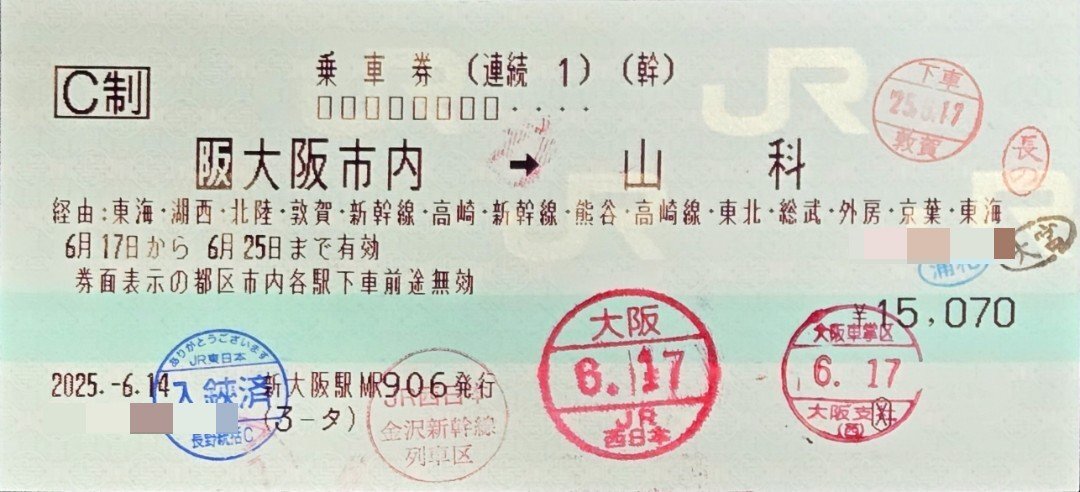 C制
乗車券 (連続 1) (幹)
□□□□□□□□····
阪大阪市内 → 山科
経由:東海・湖西・北陸・敦賀・新幹線・高崎・新幹線・熊谷・高崎線・東北・総武・外房・京葉・東海
6月17日から 6月25日まで有効
券面表示の都区市内各駅下車前途無効
¥15,070
2025.-6.14 新大阪駅MR906発行
(3-タ)
下車
敦賀
長の
ありがとうございます
JR東日本
入鋏済
長野統括C
金沢新幹線
列車区
大阪
6.17
JR
西日本
大阪車掌区
6.17
大阪支
(西)